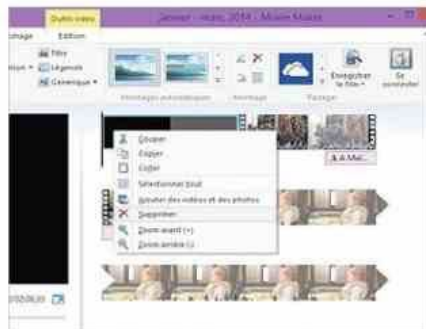 Outils vidéo
Janvier - mars, 2014 - Movie Maker
Edition
Titre
Légende
Générique
Enregistrer
le film
Se
connecter
Montages automatiques
Montage
Partager
Couper
Copier
Coller
Sélectionner tout
Ajouter des vidéos et des photos
Supprimer
Zoom avant (+)
Zoom arrière (-)